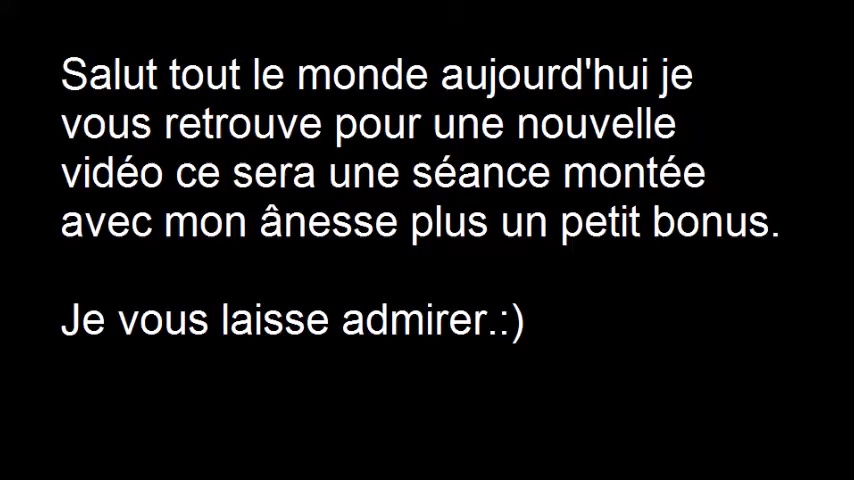 Salut tout le monde aujourd'hui je
vous retrouve pour une nouvelle
vidéo ce sera une séance montée
avec mon ânesse plus un petit bonus.
Je vous laisse admirer.:)